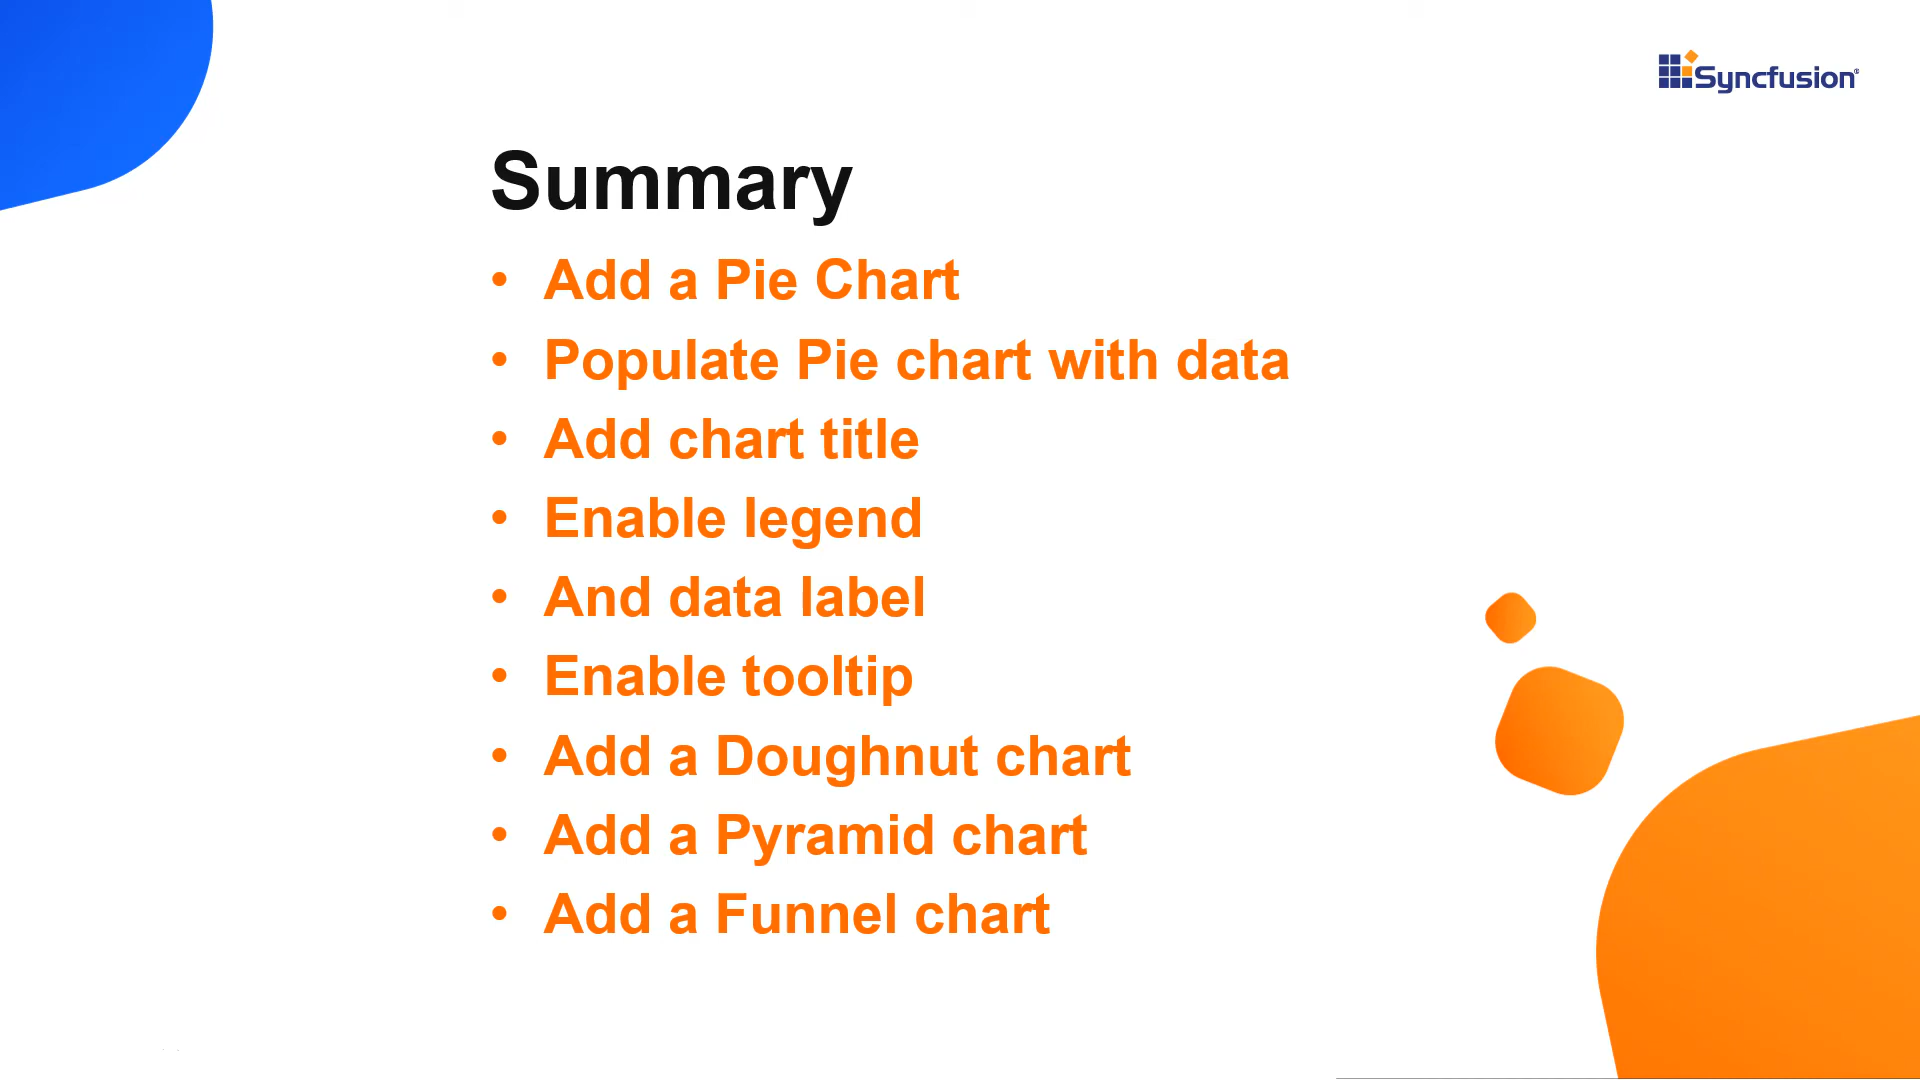 Syncfusion®
Summary
• Add a Pie Chart
• Populate Pie chart with data
• Add chart title
• Enable legend
• And data label
• Enable tooltip
• Add a Doughnut chart
• Add a Pyramid chart
• Add a Funnel chart